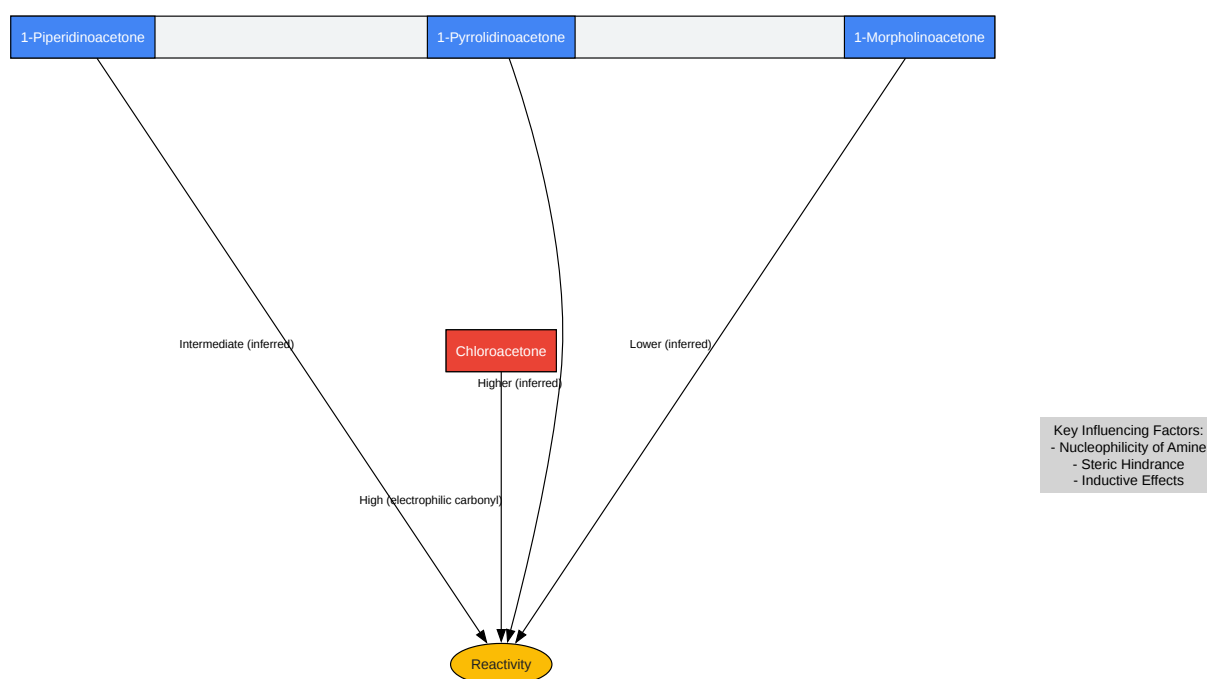 1-Piperidinoacetone
1-Pyrrolidinoacetone
1-Morpholinoacetone
Intermediate (inferred)
Chloroacetone
Lower (inferred)
Higher (inferred)
Key Influencing Factors:
- Nucleophilicity of Amine
- Steric Hindrance
- Inductive Effects
High (electrophilic carbonyl)
Reactivity